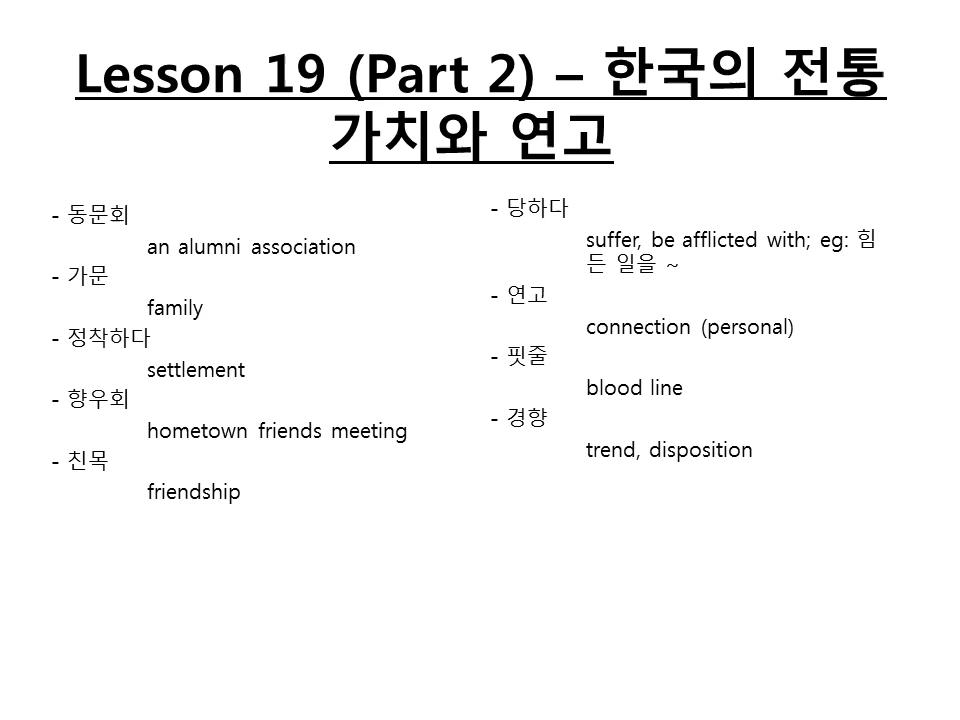 Lesson 19 (Part 2) – 한국의 전통
가치와 연고
- 동문회
an alumni association
- 가문
family
- 정착하다
settlement
- 향우회
hometown friends meeting
- 친목
friendship
- 당하다
suffer, be afflicted with; eg: 힘
든 일을 ~
- 연고
connection (personal)
- 핏줄
blood line
- 경향
trend, disposition